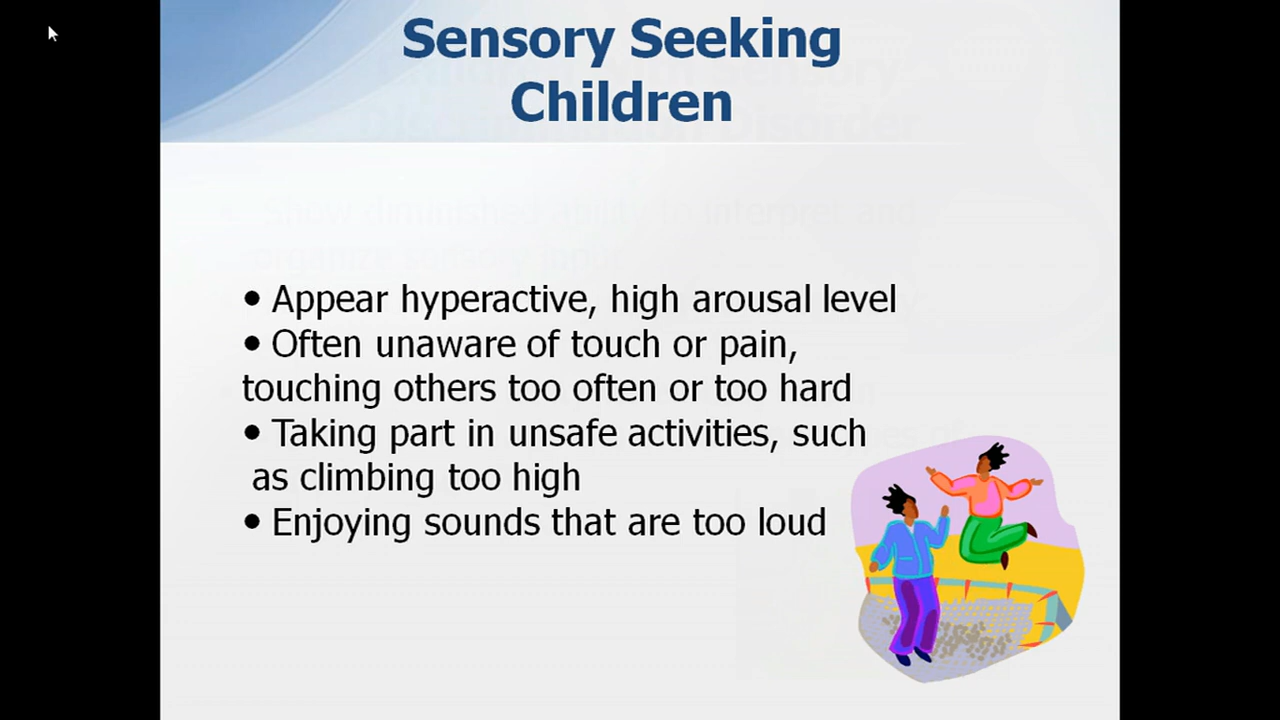 Sensory Seeking
Children
• Appear hyperactive, high arousal level
• Often unaware of touch or pain,
touching others too often or too hard
• Taking part in unsafe activities, such
as climbing too high
• Enjoying sounds that are too loud